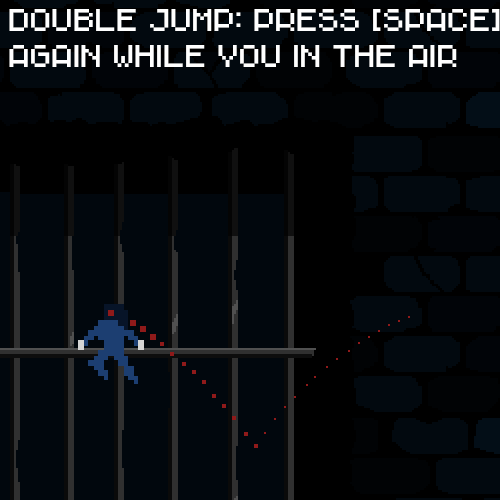 DOUBLE JUMP: PRESS [SPACE]
AGAIN WHILE YOU IN THE AIR